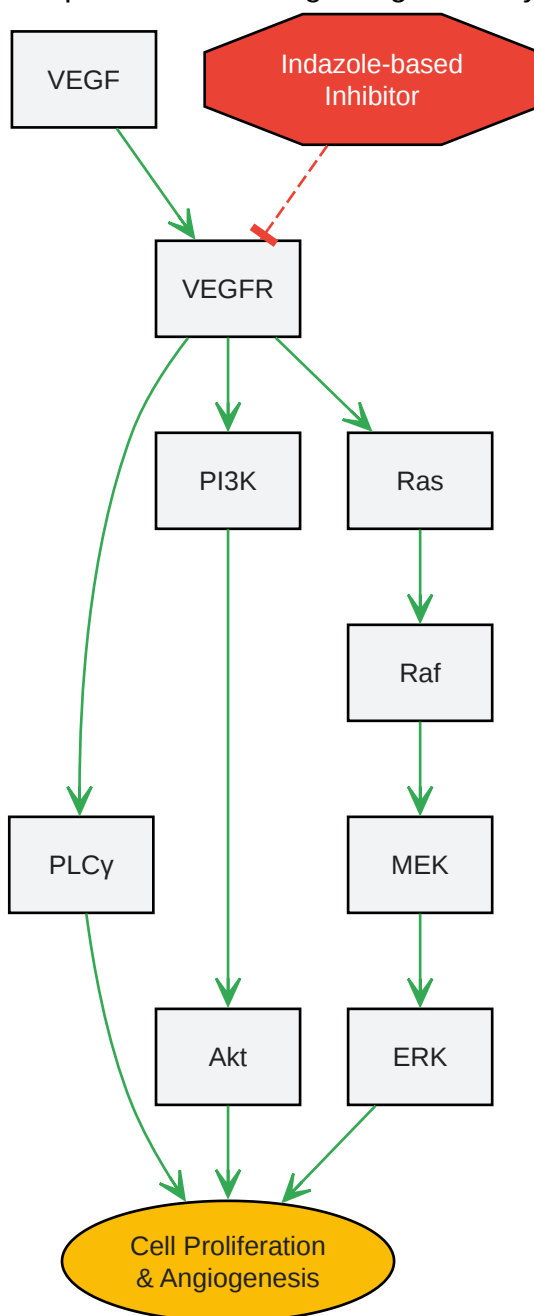 VEGF
Indazole-based
Inhibitor
VEGFR
PI3K
Ras
Raf
PLCγ
MEK
Akt
ERK
Cell Proliferation
& Angiogenesis